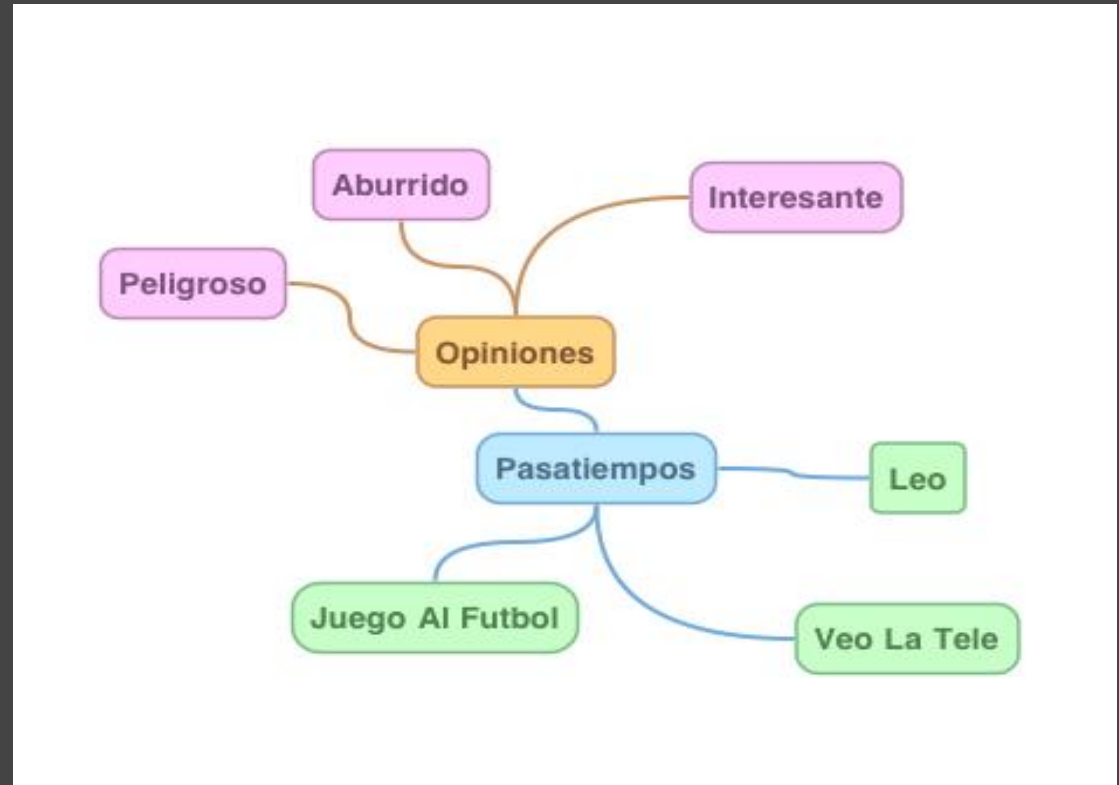 Aburrido
Interesante
Peligroso
Opiniones
Pasatiempos
Leo
Juego Al Futbol
Veo La Tele